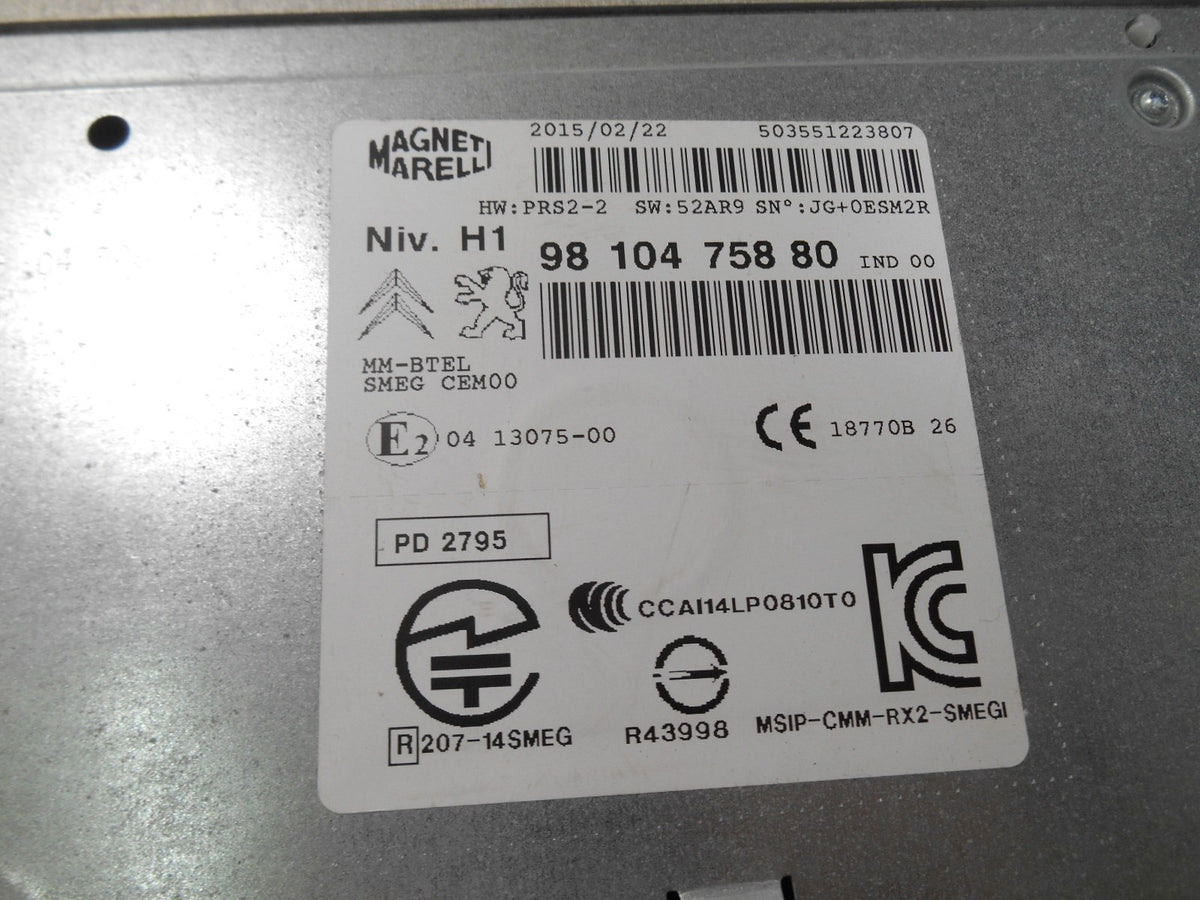 MAGNETI MARELLI
2015/02/22 503551223807
HW:PRS2-2 SW:52AR9 SN°:JG+0ESM2R
Niv. H1 98 104 758 80 IND 00
MM-BTEL
SMEG CEM00
E2 04 13075-00 CE 18770B 26
PD 2795
CCAI14LP0810T0
R 207-14SMEG R43998 MSIP-CMM-RX2-SMEGI